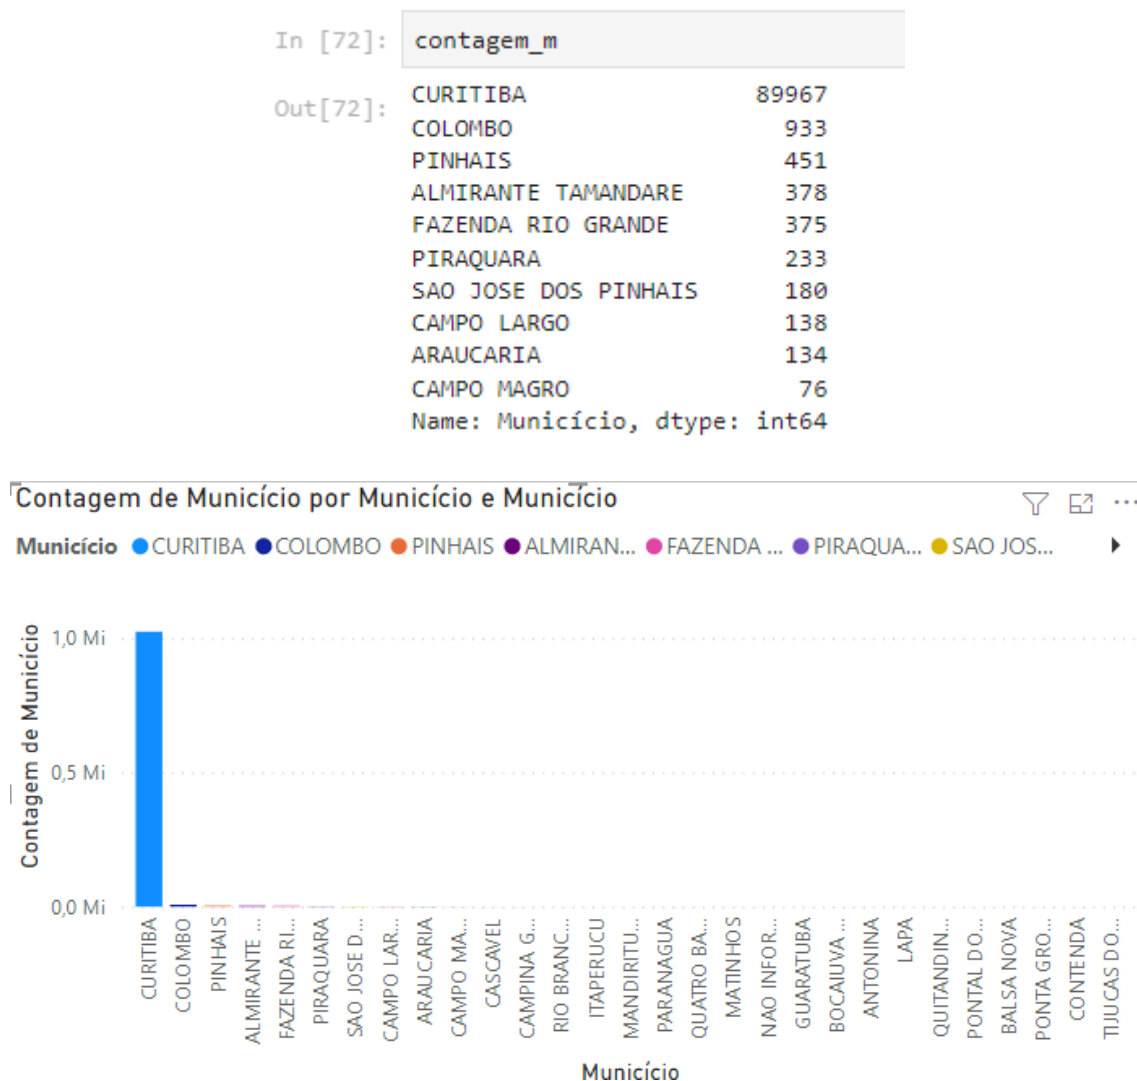 In [72]: contagem_m
Out[72]:
CURITIBA 89967
COLOMBO 933
PINHAIS 451
ALMIRANTE TAMANDARE 378
FAZENDA RIO GRANDE 375
PIRAQUARA 233
SAO JOSE DOS PINHAIS 180
CAMPO LARGO 138
ARAUCARIA 134
CAMPO MAGRO 76
Name: Municício, dtype: int64
Contagem de Municício por Municício e Municício
Municício CURITIBA COLOMBO PINHAIS ALMIRAN... FAZENDA ... PIRAQUA... SAO JOS...
Contagem de Municício
1,0 Mi
0,5 Mi
0,0 Mi
CURITIBA
COLOMBO
PINHAIS
ALMIRANTE ...
FAZENDA RI...
PIRAQUARA
SAO JOSE D...
CAMPO LAR...
ARAUCARIA
CAMPO MA...
CASCAVEL
CAMPINA G...
RIO BRANC...
ITAPERUCU
MANDIRITU...
PARANAGUA
QUATRO BA...
MATINHOS
NAO INFOR...
GUARATUBA
BOCAIUVA ...
ANTONINA
LAPA
QUITANDIN...
PONTAL DO...
BALSA NOVA
PONTA GRO...
CONTENDA
TIJUCAS DO...
Municício